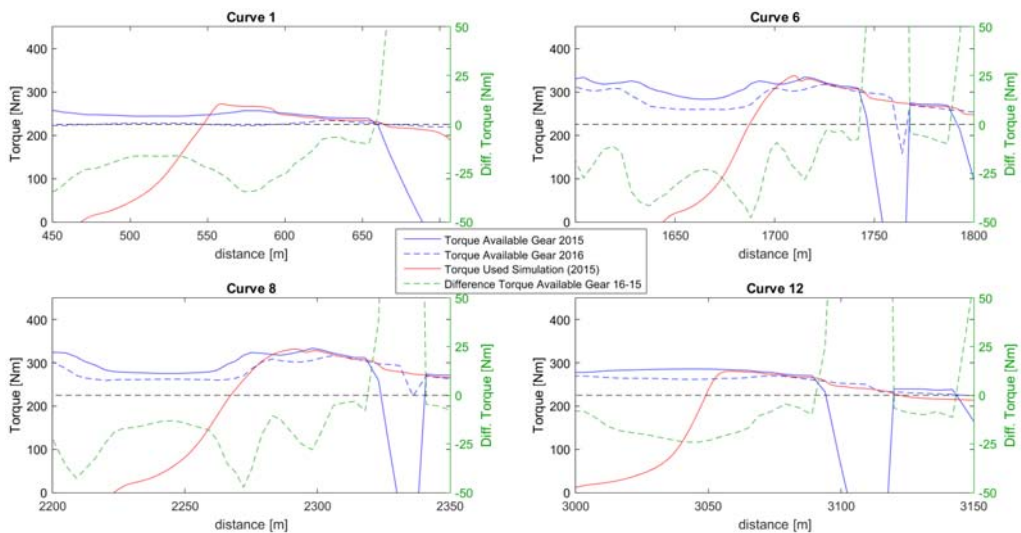 Curve 1
400
300
200
100
0
Torque [Nm]
50
25
0
-25
-50
Diff. Torque [Nm]
450 500 550 600 650
distance [m]
Curve 6
400
300
200
100
0
Torque [Nm]
50
25
0
-25
-50
Diff. Torque [Nm]
1650 1700 1750 1800
distance [m]
Torque Available Gear 2015
Torque Available Gear 2016
Torque Used Simulation (2015)
Difference Torque Available Gear 16-15
Curve 8
400
300
200
100
0
Torque [Nm]
50
25
0
-25
-50
Diff. Torque [Nm]
2200 2250 2300 2350
distance [m]
Curve 12
400
300
200
100
0
Torque [Nm]
50
25
0
-25
-50
Diff. Torque [Nm]
3000 3050 3100 3150
distance [m]